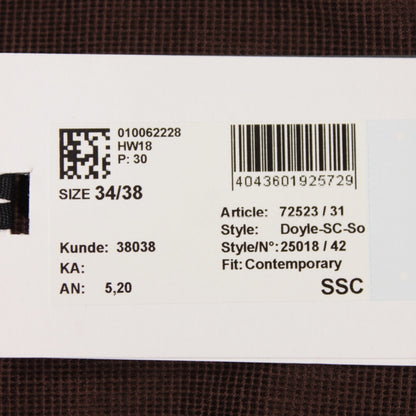 010062228
HW18
P: 30
SIZE 34/38
4043601925729
Article: 72523 / 31
Style: Doyle-SC-So
Kunde: 38038
Style/N°: 25018 / 42
KA:
Fit: Contemporary
AN: 5,20
SSC